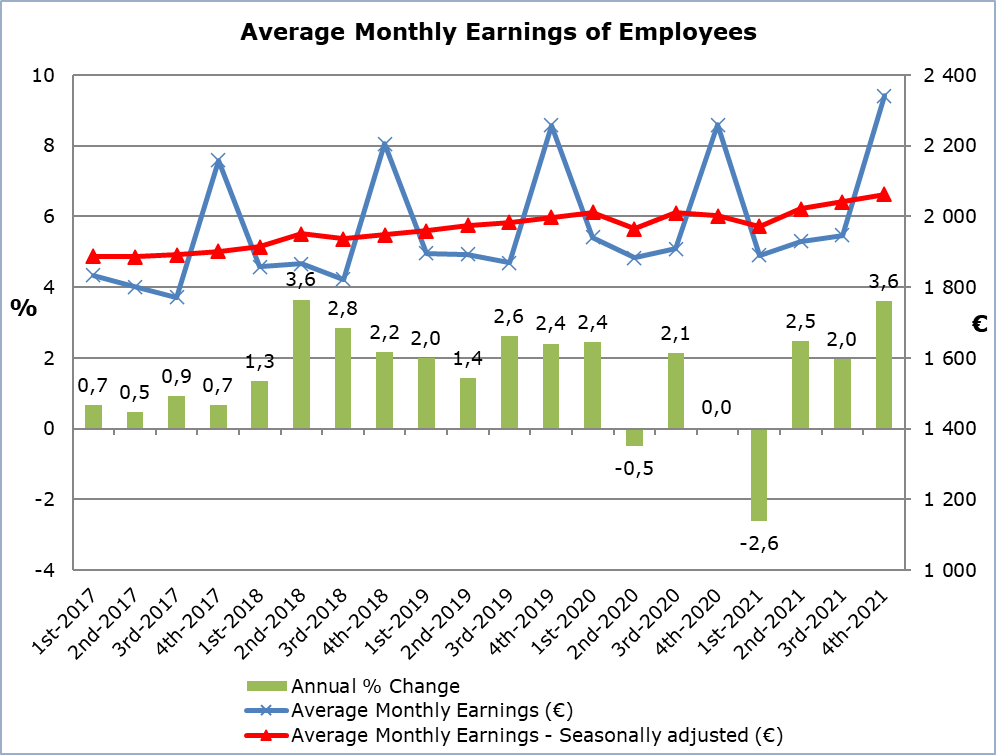 Average Monthly Earnings of Employees
10
8
6
4
2
0
-2
-4
%
2 400
2 200
2 000
1 800
1 600
1 400
1 200
1 000
€
0,7
0,5
0,9
0,7
1,3
3,6
2,8
2,2
2,0
1,4
2,6
2,4
2,4
-0,5
2,1
0,0
-2,6
2,5
2,0
3,6
1st-2017
2nd-2017
3rd-2017
4th-2017
1st-2018
2nd-2018
3rd-2018
4th-2018
1st-2019
2nd-2019
3rd-2019
4th-2019
1st-2020
2nd-2020
3rd-2020
4th-2020
1st-2021
2nd-2021
3rd-2021
4th-2021
Annual % Change
Average Monthly Earnings (€)
Average Monthly Earnings - Seasonally adjusted (€)